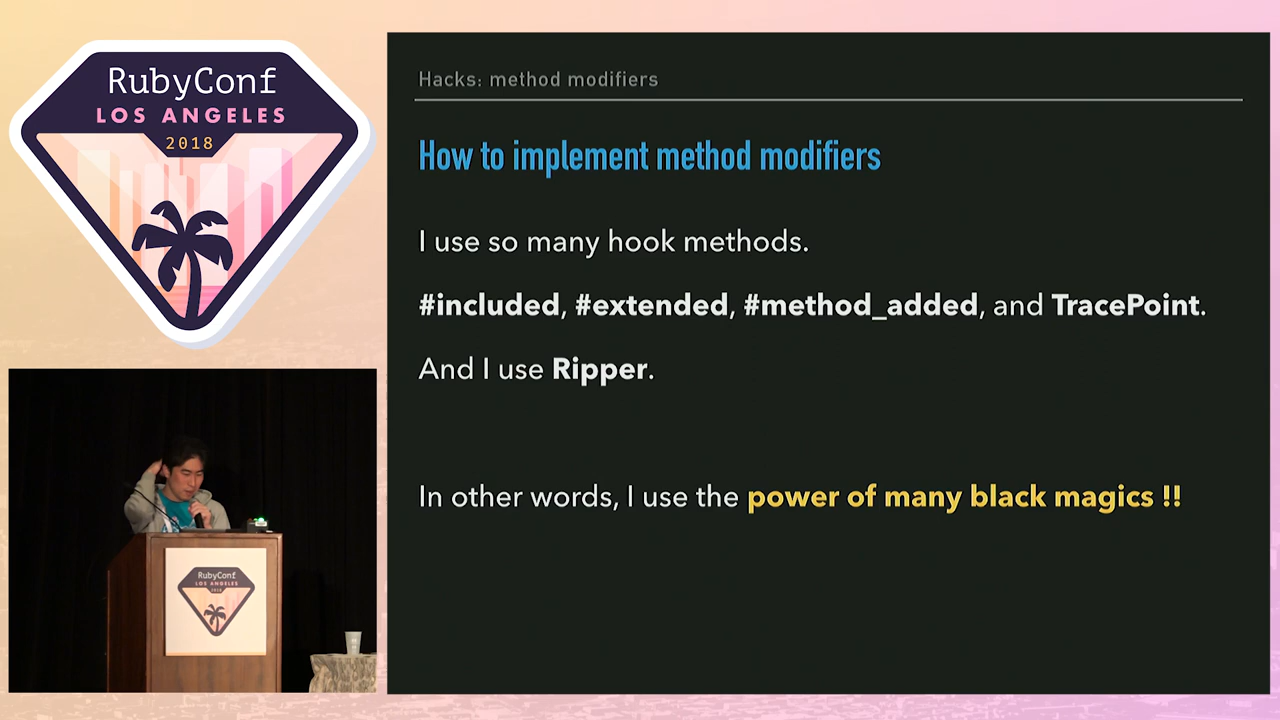 RubyConf
LOS ANGELES
2018
Hacks: method modifiers
How to implement method modifiers
I use so many hook methods.
#included, #extended, #method_added, and TracePoint.
And I use Ripper.
In other words, I use the power of many black magics !!
RubyConf
LOS ANGELES
2018